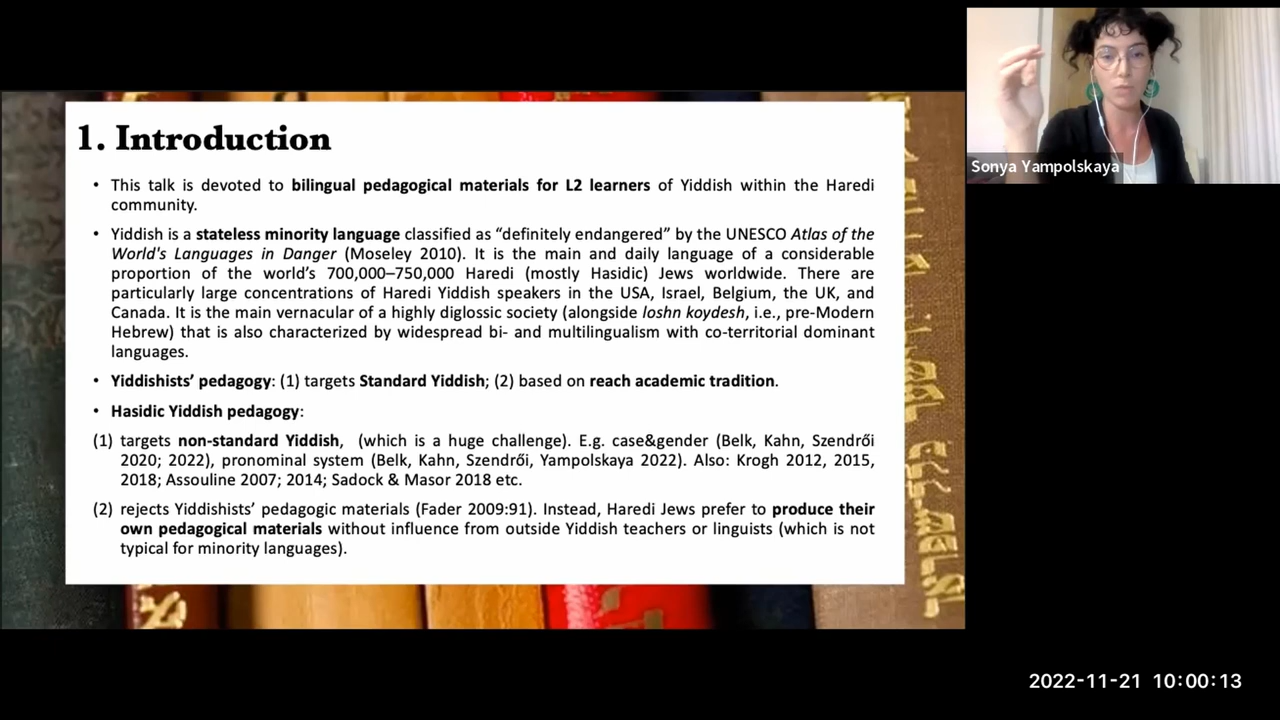 1. Introduction
• This talk is devoted to bilingual pedagogical materials for L2 learners of Yiddish within the Haredi
community.
• Yiddish is a stateless minority language classified as “definitely endangered” by the UNESCO Atlas of the
World's Languages in Danger (Moseley 2010). It is the main and daily language of a considerable
proportion of the world’s 700,000–750,000 Haredi (mostly Hasidic) Jews worldwide. There are
particularly large concentrations of Haredi Yiddish speakers in the USA, Israel, Belgium, the UK, and
Canada. It is the main vernacular of a highly diglossic society (alongside loshn koydesh, i.e., pre-Modern
Hebrew) that is also characterized by widespread bi- and multilingualism with co-territorial dominant
languages.
• Yiddishists’ pedagogy: (1) targets Standard Yiddish; (2) based on reach academic tradition.
• Hasidic Yiddish pedagogy:
(1) targets non-standard Yiddish, (which is a huge challenge). E.g. case&gender (Belk, Kahn, Szendrői
2020; 2022), pronominal system (Belk, Kahn, Szendrői, Yampolskaya 2022). Also: Krogh 2012, 2015,
2018; Assouline 2007; 2014; Sadock & Masor 2018 etc.
(2) rejects Yiddishists’ pedagogic materials (Fader 2009:91). Instead, Haredi Jews prefer to produce their
own pedagogical materials without influence from outside Yiddish teachers or linguists (which is not
typical for minority languages).
Sonya Yampolskaya
2022-11-21 10:00:13